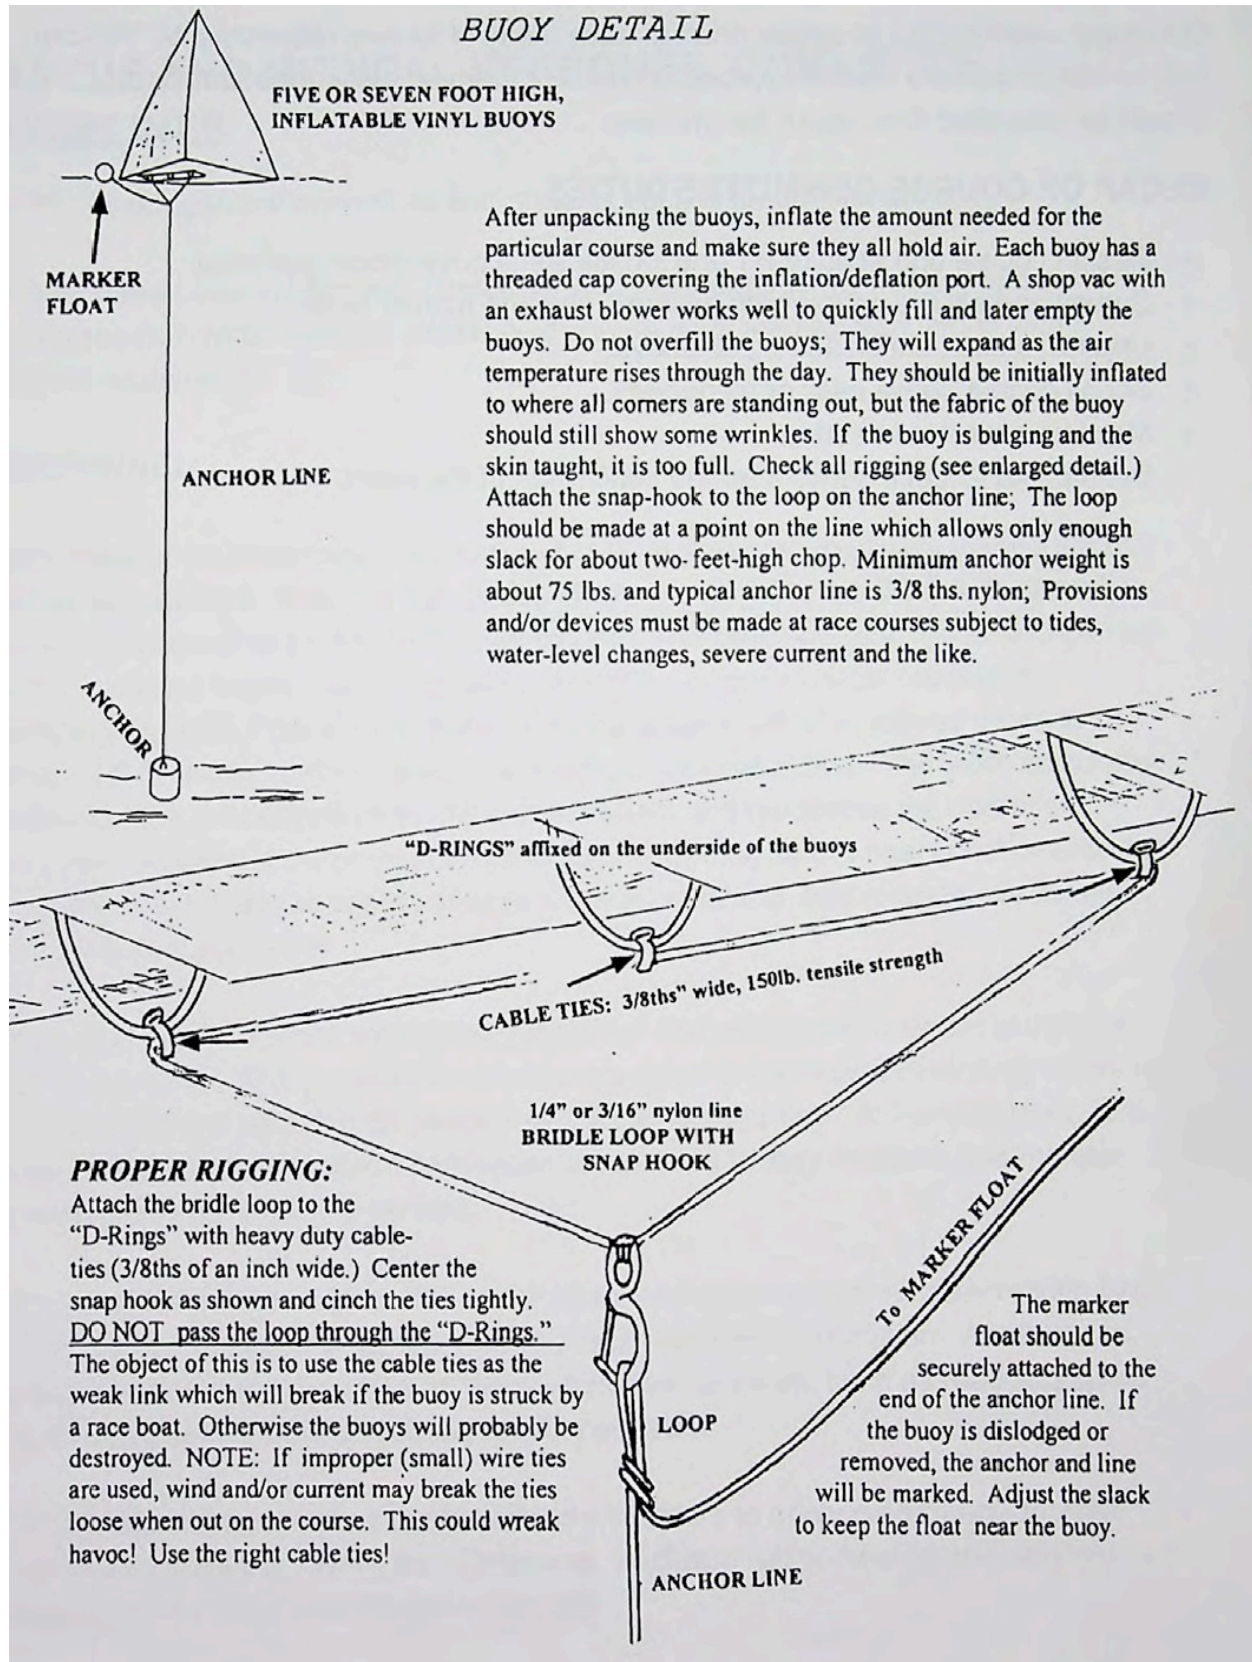 BUOY DETAIL
FIVE OR SEVEN FOOT HIGH,
INFLATABLE VINYL BUOYS
MARKER
FLOAT
After unpacking the buoys, inflate the amount needed for the
particular course and make sure they all hold air. Each buoy has a
threaded cap covering the inflation/deflation port. A shop vac with
an exhaust blower works well to quickly fill and later empty the
buoys. Do not overfill the buoys; They will expand as the air
temperature rises through the day. They should be initially inflated
to where all corners are standing out, but the fabric of the buoy
should still show some wrinkles. If the buoy is bulging and the
skin taught, it is too full. Check all rigging (see enlarged detail.)
Attach the snap-hook to the loop on the anchor line; The loop
should be made at a point on the line which allows only enough
slack for about two- feet-high chop. Minimum anchor weight is
about 75 lbs. and typical anchor line is 3/8 ths. nylon; Provisions
and/or devices must be made at race courses subject to tides,
water-level changes, severe current and the like.
ANCHOR LINE
ANCHOR
"D-RINGS" affixed on the underside of the buoys
CABLE TIES: 3/8ths" wide, 150lb. tensile strength
1/4" or 3/16" nylon line
BRIDLE LOOP WITH
SNAP HOOK
PROPER RIGGING:
Attach the bridle loop to the
"D-Rings" with heavy duty cable-
ties (3/8ths of an inch wide.) Center the
snap hook as shown and cinch the ties tightly.
DO NOT pass the loop through the "D-Rings."
The object of this is to use the cable ties as the
weak link which will break if the buoy is struck by
a race boat. Otherwise the buoys will probably be
destroyed. NOTE: If improper (small) wire ties
are used, wind and/or current may break the ties
loose when out on the course. This could wreak
havoc! Use the right cable ties!
To MARKER FLOAT
The marker
float should be
securely attached to the
end of the anchor line. If
the buoy is dislodged or
removed, the anchor and line
will be marked. Adjust the slack
to keep the float near the buoy.
LOOP
ANCHOR LINE